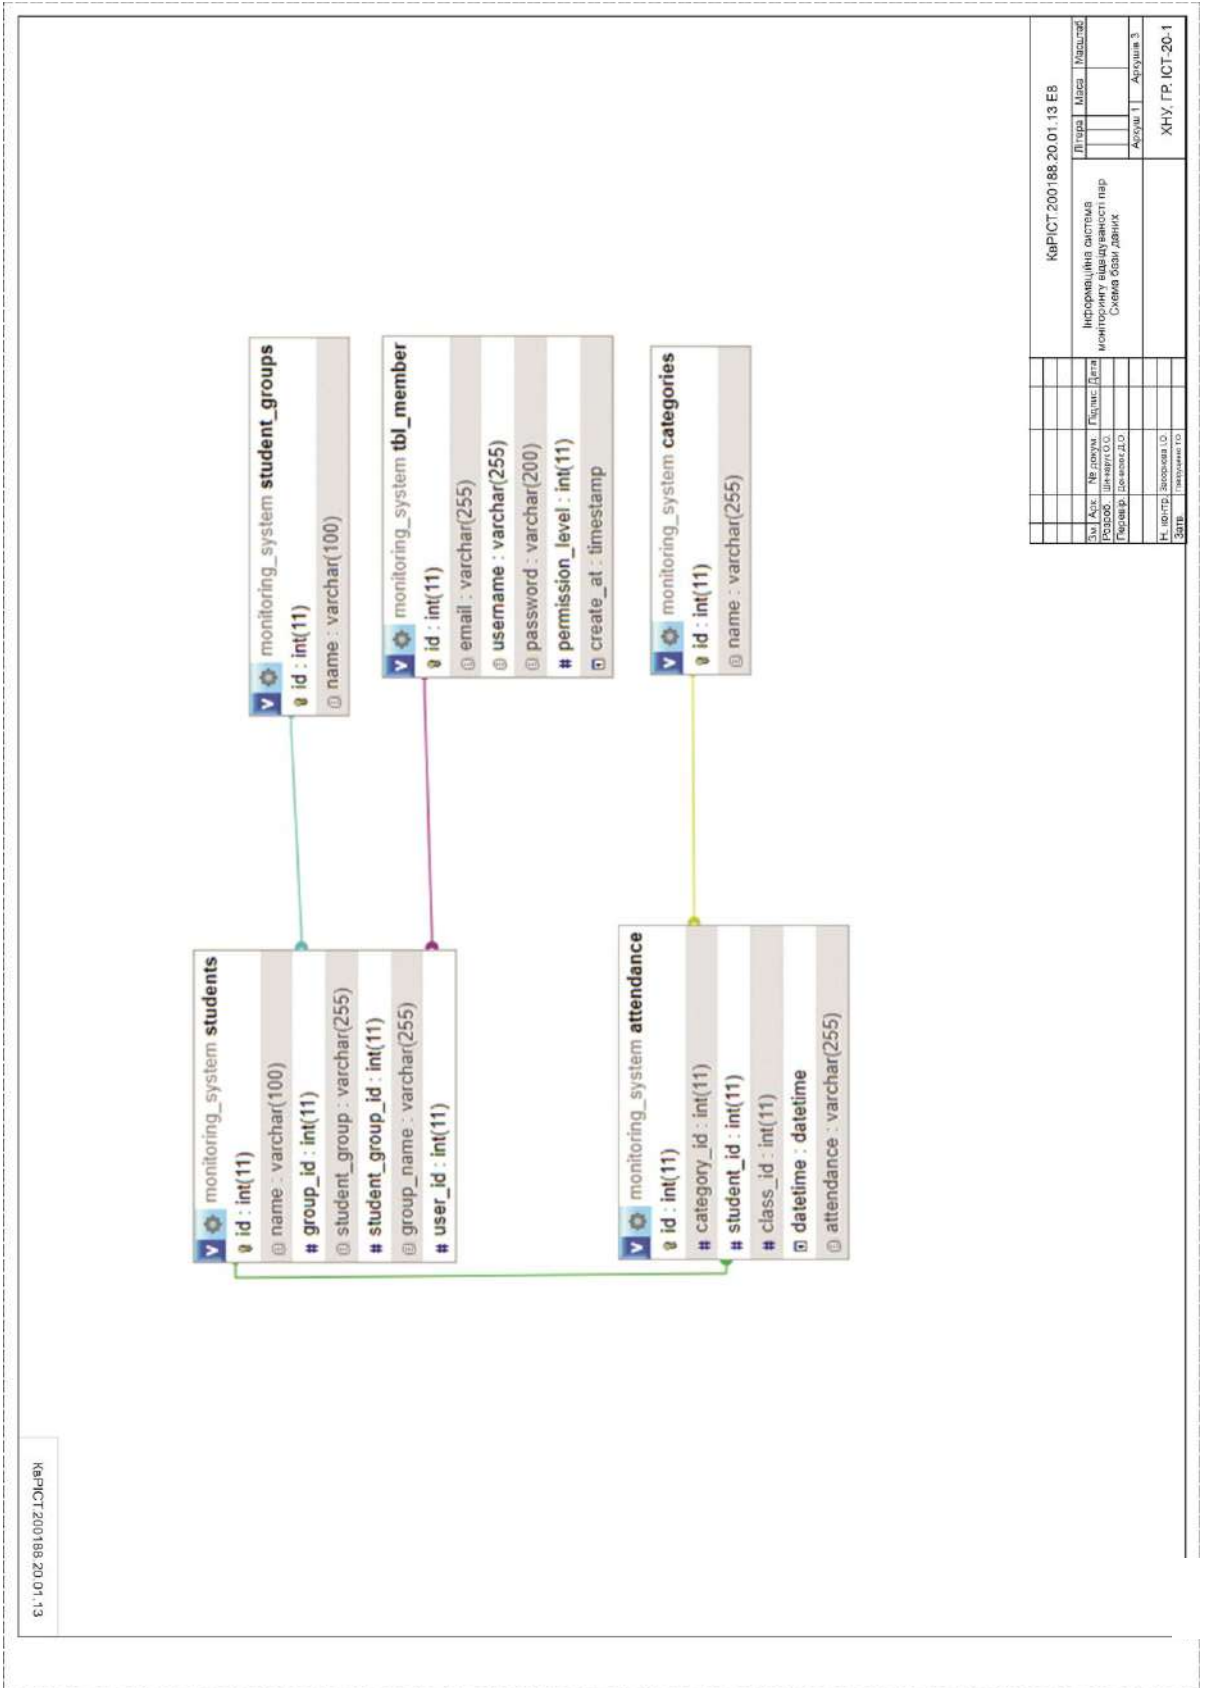 КвРІСТ.200188.20.01.13
monitoring_system students
id : int(11)
name : varchar(100)
# group_id : int(11)
student_group : varchar(255)
# student_group_id : int(11)
group_name : varchar(255)
# user_id : int(11)
monitoring_system student_groups
id : int(11)
name : varchar(100)
monitoring_system tbl_member
id : int(11)
email : varchar(255)
username : varchar(255)
password : varchar(200)
# permission_level : int(11)
create_at : timestamp
monitoring_system attendance
id : int(11)
# category_id : int(11)
# student_id : int(11)
# class_id : int(11)
datetime : datetime
attendance : varchar(255)
monitoring_system categories
id : int(11)
name : varchar(255)
КвРІСТ.200188.20.01.13 Е8
Зм. Арк. № докум. Підпис Дата
Розроб.
Перевір.
Н. контр.
Затв.
Інформаційна система
моніторингу відвідуваності пар
Схема бази даних
Літера Маса Масштаб
Аркуш 1 Аркушів 3
ХНУ, ГР. ІСТ-20-1